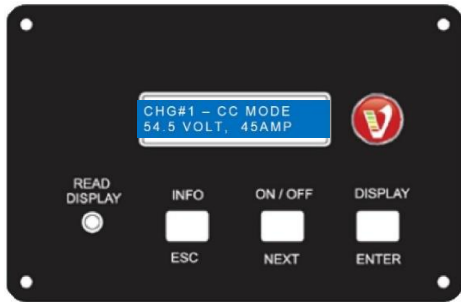 CHG#1 – CC MODE
54.5 VOLT, 45AMP
READ
DISPLAY
INFO
ON / OFF
DISPLAY
ESC
NEXT
ENTER